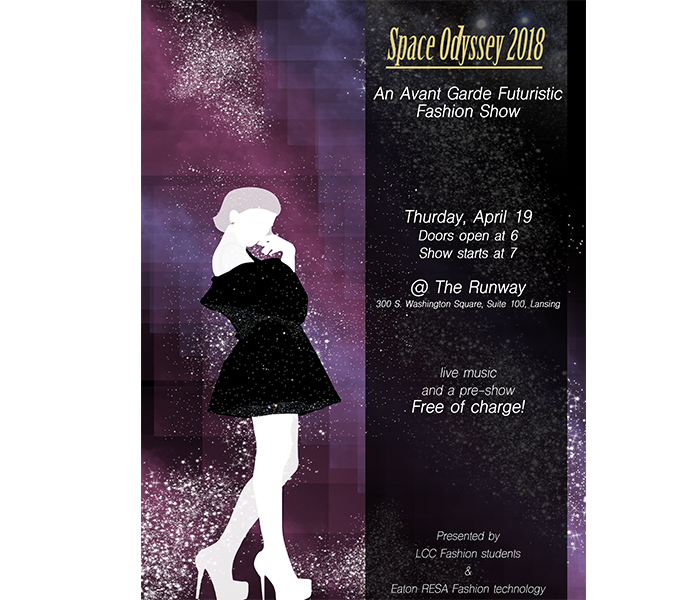 Space Odyssey 2018
An Avant Garde Futuristic
Fashion Show
Thurday, April 19
Doors open at 6
Show starts at 7
@ The Runway
300 S. Washington Square, Suite 100, Lansing
live music
and a pre-show
Free of charge!
Presented by
LCC Fashion students
&
Eaton RESA Fashion technology